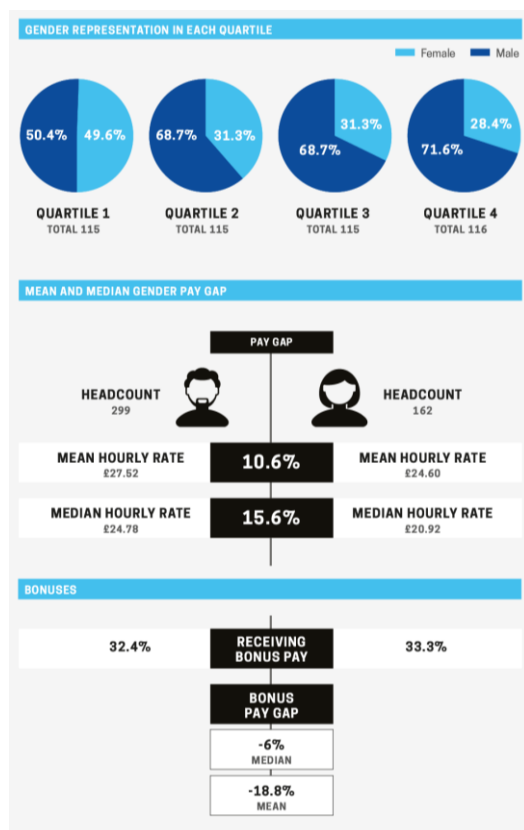 GENDER REPRESENTATION IN EACH QUARTILE
Female Male
50.4% 49.6%
68.7% 31.3%
31.3%
68.7%
28.4%
71.6%
QUARTILE 1
TOTAL 115
QUARTILE 2
TOTAL 115
QUARTILE 3
TOTAL 115
QUARTILE 4
TOTAL 116
MEAN AND MEDIAN GENDER PAY GAP
PAY GAP
HEADCOUNT
299
HEADCOUNT
162
MEAN HOURLY RATE
£27.52
10.6%
MEAN HOURLY RATE
£24.60
MEDIAN HOURLY RATE
£24.78
15.6%
MEDIAN HOURLY RATE
£20.92
BONUSES
32.4%
RECEIVING
BONUS PAY
33.3%
BONUS
PAY GAP
-6%
MEDIAN
-18.8%
MEAN